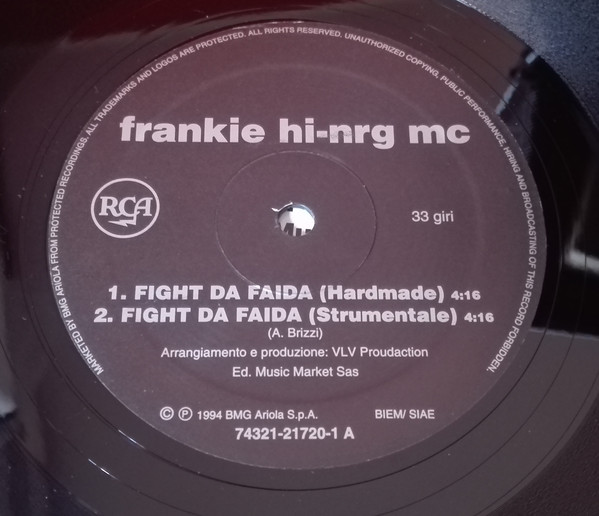 MARKETED BY BMG ARIOLA FROM PROTECTED RECORDINGS. ALL TRADEMARKS AND LOGOS ARE PROTECTED. ALL RIGHTS RESERVED. UNAUTHORIZED COPYING, PUBLIC PERFORMANCE, HIRING AND BROADCASTING OF THIS RECORD FORBIDDEN.
frankie hi-nrg mc
RCA
33 giri
1. FIGHT DA FAIDA (Hardmade) 4:16
2. FIGHT DA FAIDA (Strumentale) 4:16
(A. Brizzi)
Arrangiamento e produzione: VLV Proudaction
Ed. Music Market Sas
© ℗ 1994 BMG Ariola S.p.A. BIEM/ SIAE
74321-21720-1 A